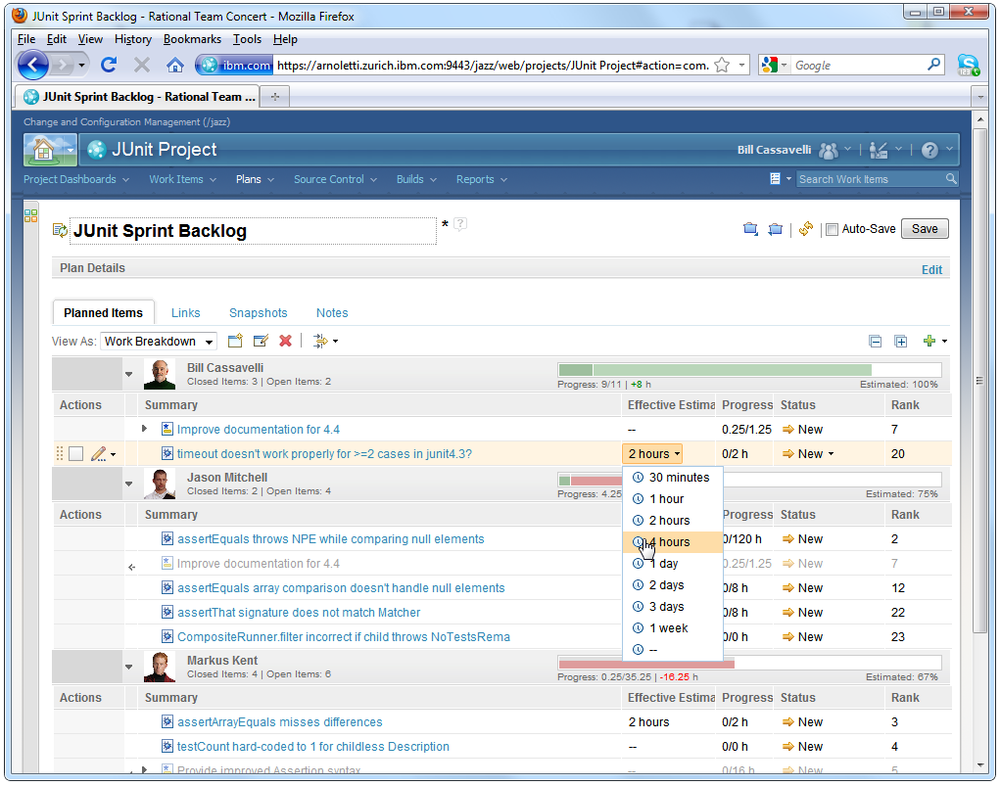 JUnit Sprint Backlog - Rational Team Concert - Mozilla Firefox
File Edit View History Bookmarks Tools Help
ibm.com https://arnoletti.zurich.ibm.com:9443/jazz/web/projects/JUnit Project#action=com. Google
JUnit Sprint Backlog - Rational Team ...
Change and Configuration Management (/jazz)
JUnit Project Bill Cassavelli
Project Dashboards Work Items Plans Source Control Builds Reports Search Work Items
JUnit Sprint Backlog * ? Auto-Save Save
Plan Details Edit
Planned Items Links Snapshots Notes
View As: Work Breakdown
Bill Cassavelli
Closed Items: 3 | Open Items: 2 Progress: 9/11 | +8 h Estimated: 100%
Actions Summary Effective Estima Progress Status Rank
Improve documentation for 4.4 -- 0.25/1.25 New 7
timeout doesn't work properly for >=2 cases in junit4.3? 2 hours 0/2 h New 20
Jason Mitchell 30 minutes
Closed Items: 2 | Open Items: 4 Progress: 4.25 1 hour Estimated: 75%
Actions Summary 2 hours Progress Status Rank
assertEquals throws NPE while comparing null elements 4 hours 0/120 h New 2
Improve documentation for 4.4 1 day 0.25/1.25 New 7
assertEquals array comparison doesn't handle null elements 2 days 0/8 h New 12
assertThat signature does not match Matcher 3 days 0/8 h New 22
CompositeRunner.filter incorrect if child throws NoTestsRema 1 week 0/0 h New 23
--
Markus Kent
Closed Items: 4 | Open Items: 6 Progress: 0.25/35.25 | -16.25 h Estimated: 67%
Actions Summary Effective Estima Progress Status Rank
assertArrayEquals misses differences 2 hours 0/2 h New 3
testCount hard-coded to 1 for childless Description -- 0/0 h New 4
Provide improved Assertion syntax -- 0/16 h New 5